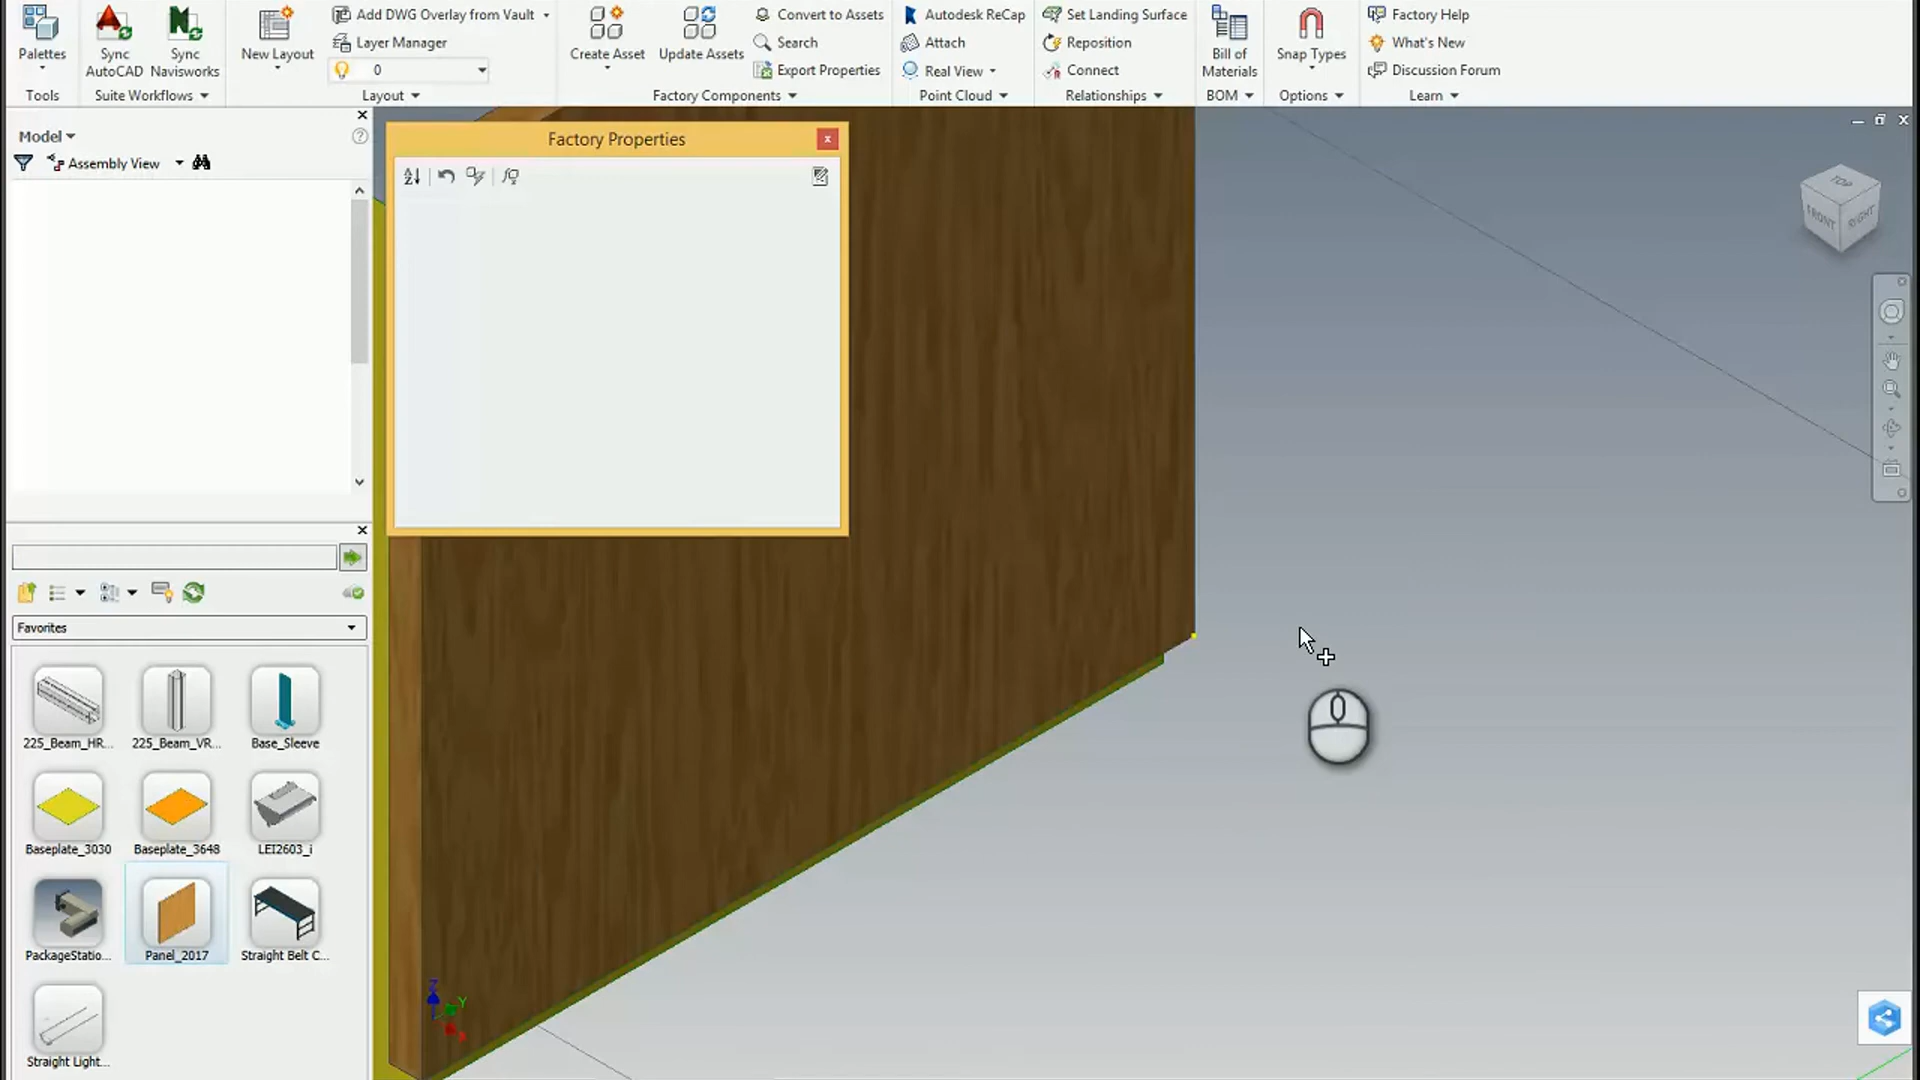 Palettes
Tools
Sync AutoCAD
Sync Navisworks
Suite Workflows
New Layout
Add DWG Overlay from Vault
Layer Manager
0
Layout
Create Asset
Update Assets
Convert to Assets
Search
Export Properties
Factory Components
Autodesk ReCap
Attach
Real View
Point Cloud
Set Landing Surface
Reposition
Connect
Relationships
Bill of Materials
BOM
Snap Types
Options
Factory Help
What's New
Discussion Forum
Learn
Model
Assembly View
Factory Properties
TOP
FRONT
RIGHT
Favorites
225_Beam_HR...
225_Beam_VR...
Base_Sleeve
Baseplate_3030
Baseplate_3648
LEI2603_i
PackageStatio...
Panel_2017
Straight Belt C...
Straight Light...
Z
Y